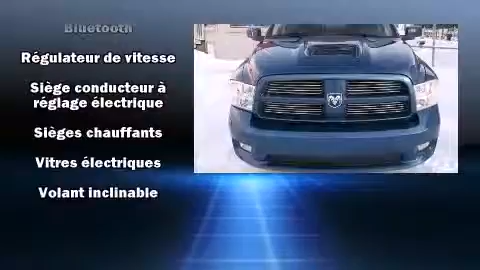 Bluetooth
Régulateur de vitesse
Siège conducteur à
réglage électrique
Sièges chauffants
Vitres électriques
Volant inclinable